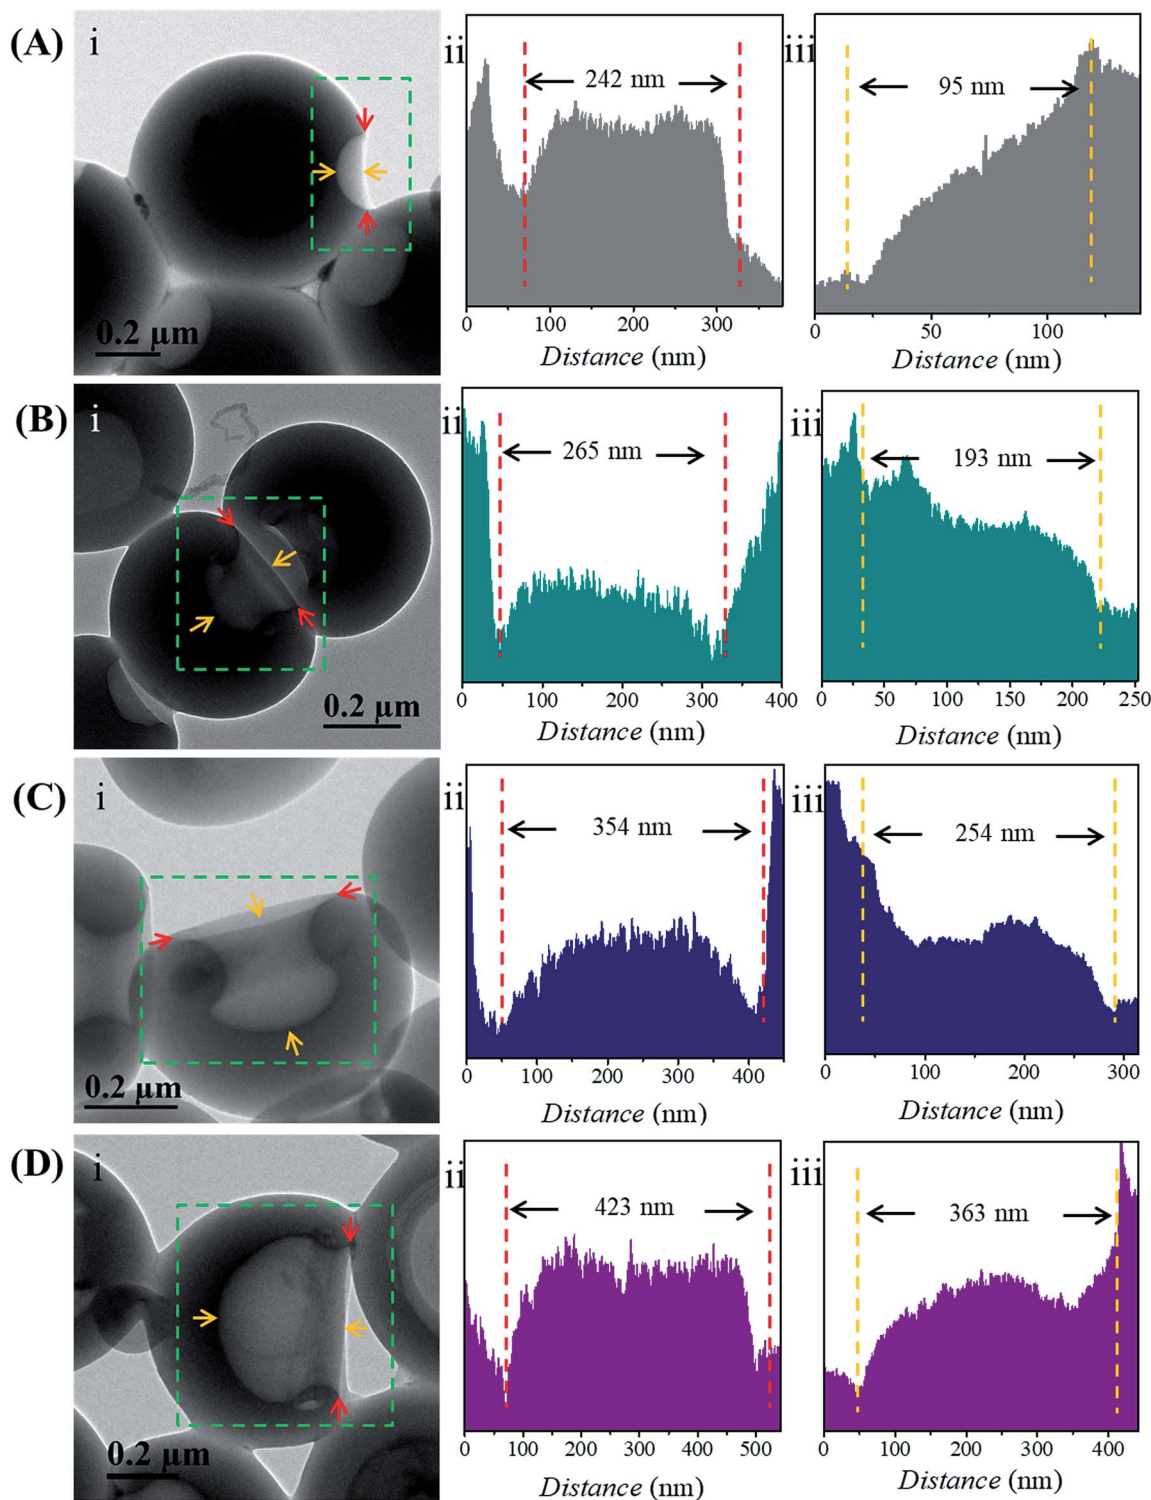 (A) i ii iii
242 nm 95 nm
0.2 µm
0 100 200 300 0 50 100
Distance (nm) Distance (nm)
(B) i ii iii
265 nm 193 nm
0.2 µm
0 100 200 300 400 0 50 100 150 200 250
Distance (nm) Distance (nm)
(C) i ii iii
354 nm 254 nm
0.2 µm
0 100 200 300 400 0 100 200 300
Distance (nm) Distance (nm)
(D) i ii iii
423 nm 363 nm
0.2 µm
0 100 200 300 400 500 0 100 200 300 400
Distance (nm) Distance (nm)